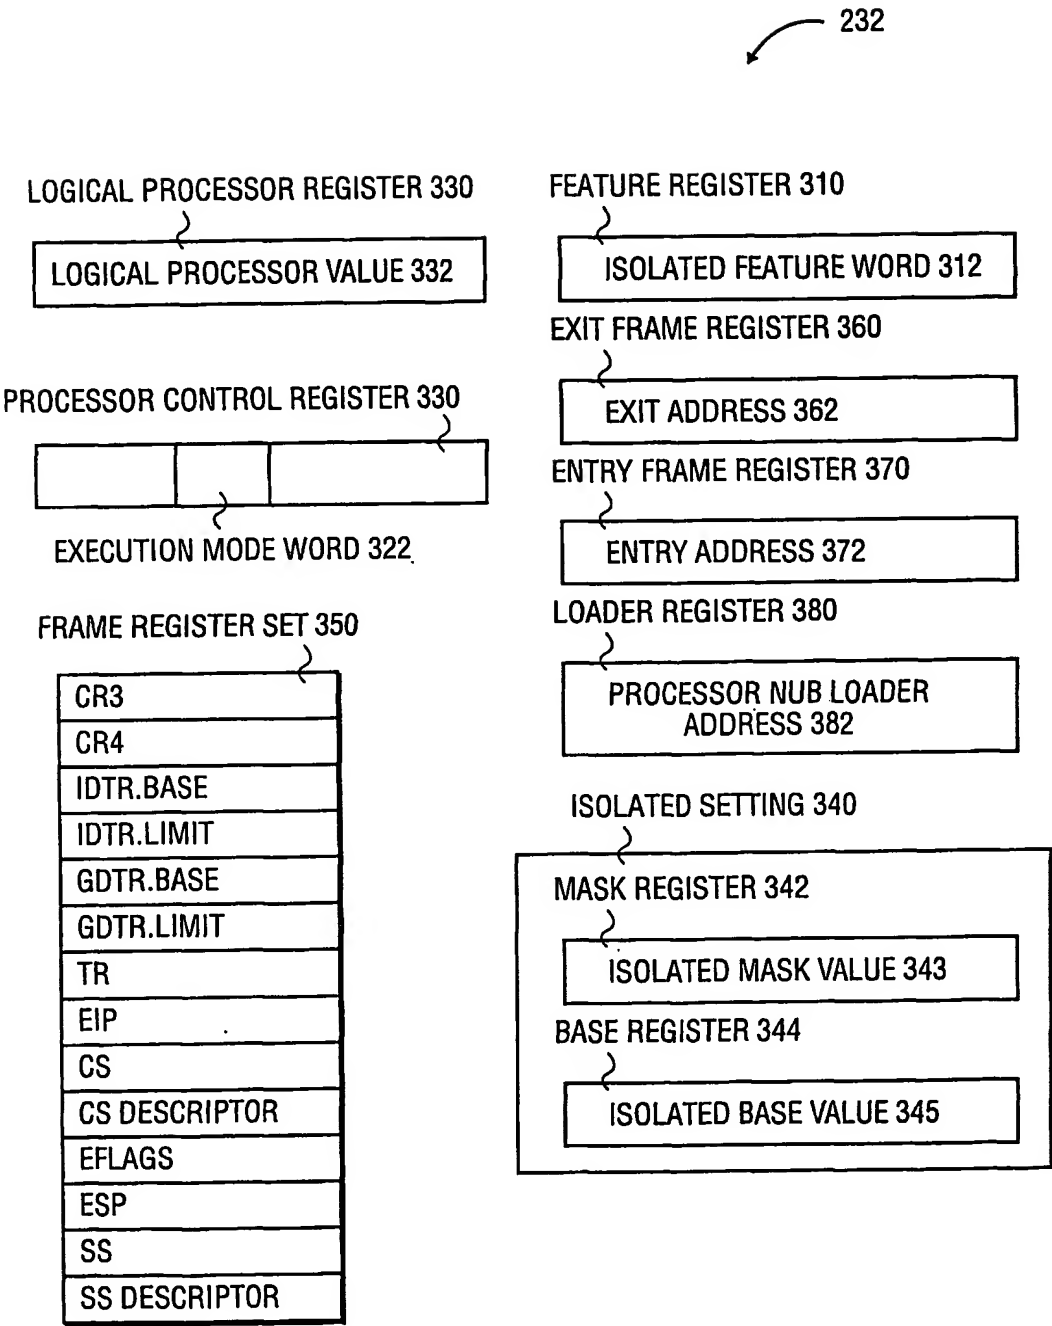 232
LOGICAL PROCESSOR REGISTER 330
LOGICAL PROCESSOR VALUE 332
PROCESSOR CONTROL REGISTER 330
EXECUTION MODE WORD 322
FRAME REGISTER SET 350
CR3
CR4
IDTR.BASE
IDTR.LIMIT
GDTR.BASE
GDTR.LIMIT
TR
EIP
CS
CS DESCRIPTOR
EFLAGS
ESP
SS
SS DESCRIPTOR
FEATURE REGISTER 310
ISOLATED FEATURE WORD 312
EXIT FRAME REGISTER 360
EXIT ADDRESS 362
ENTRY FRAME REGISTER 370
ENTRY ADDRESS 372
LOADER REGISTER 380
PROCESSOR NUB LOADER
ADDRESS 382
ISOLATED SETTING 340
MASK REGISTER 342
ISOLATED MASK VALUE 343
BASE REGISTER 344
ISOLATED BASE VALUE 345